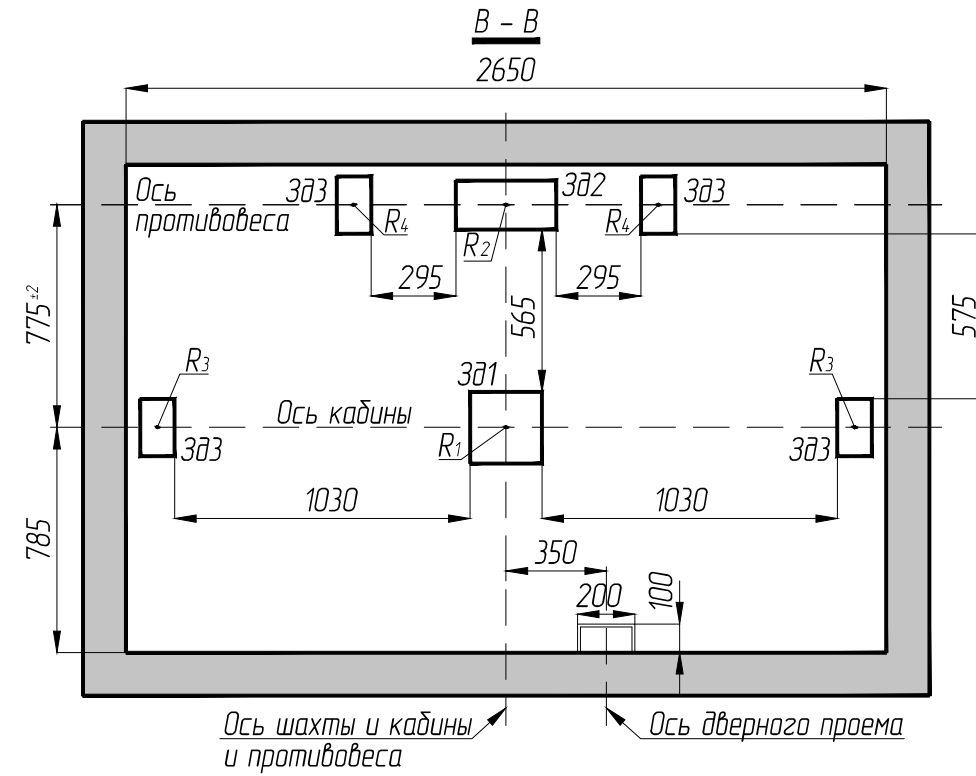 В – В
2650
Ось
противовеса
Зд3
R4
Зд2
R2
R4
Зд3
295
295
565
775±2
575
R3
Зд1
R3
Ось кабины
Зд3
R1
Зд3
1030
1030
785
350
200
100
Ось шахты и кабины
и противовеса
Ось дверного проема